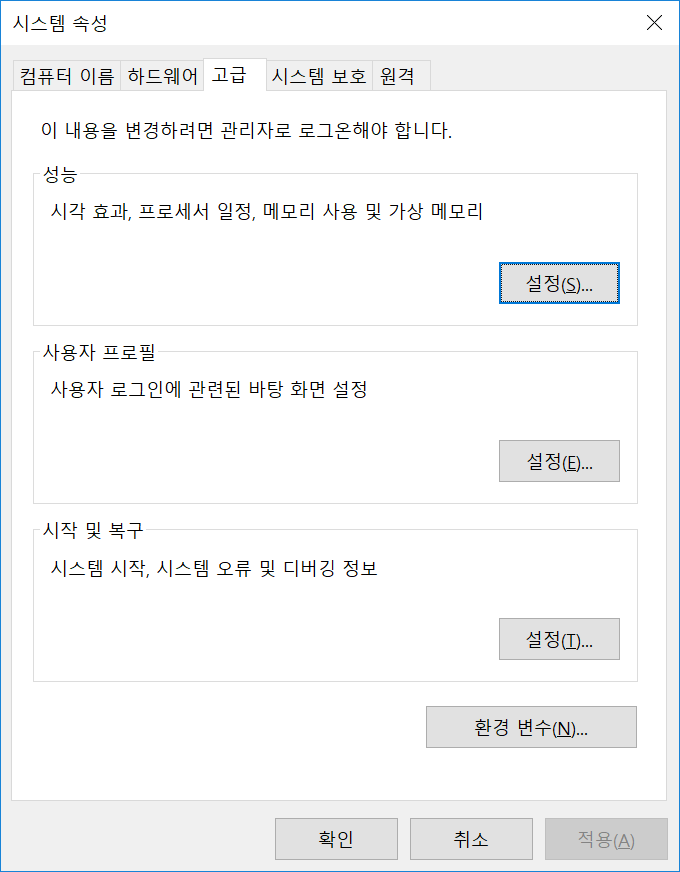 시스템 속성
컴퓨터 이름 하드웨어 고급 시스템 보호 원격
이 내용을 변경하려면 관리자로 로그온해야 합니다.
성능
시각 효과, 프로세서 일정, 메모리 사용 및 가상 메모리
설정(S)...
사용자 프로필
사용자 로그인에 관련된 바탕 화면 설정
설정(E)...
시작 및 복구
시스템 시작, 시스템 오류 및 디버깅 정보
설정(T)...
환경 변수(N)...
확인 취소 적용(A)